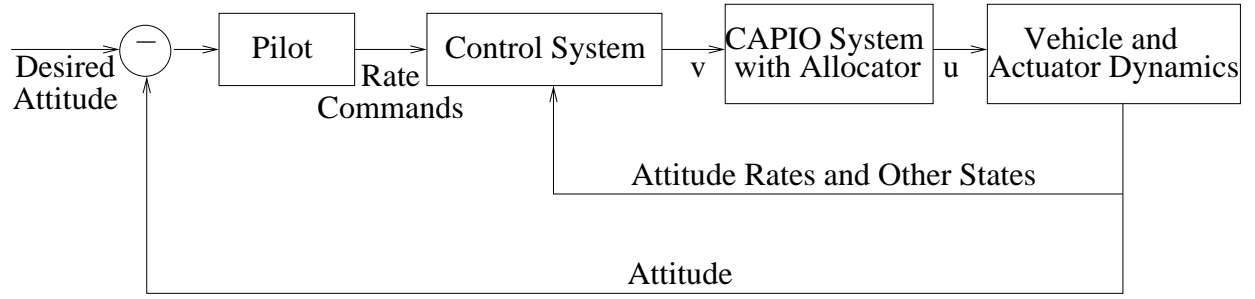 −
Desired
Attitude
Pilot
Rate
Commands
Control System
v
CAPIO System
with Allocator
u
Vehicle and
Actuator Dynamics
Attitude Rates and Other States
Attitude